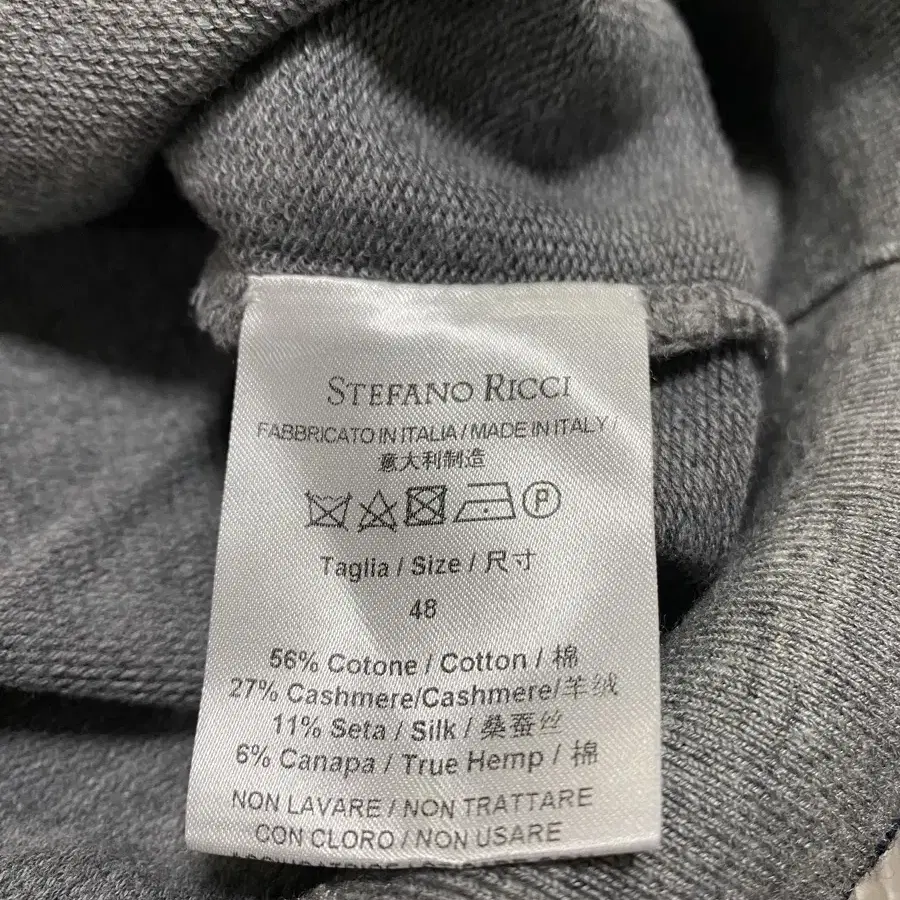 STEFANO RICCI
FABBRICATO IN ITALIA / MADE IN ITALY /
意大利制造
P
Taglia / Size / 尺寸
48
56% Cotone / Cotton / 棉
27% Cashmere/Cashmere/羊绒
11% Seta / Silk / 桑蚕丝
6% Canapa / True Hemp / 棉
NON LAVARE / NON TRATTARE
CON CLORO / NON USARE